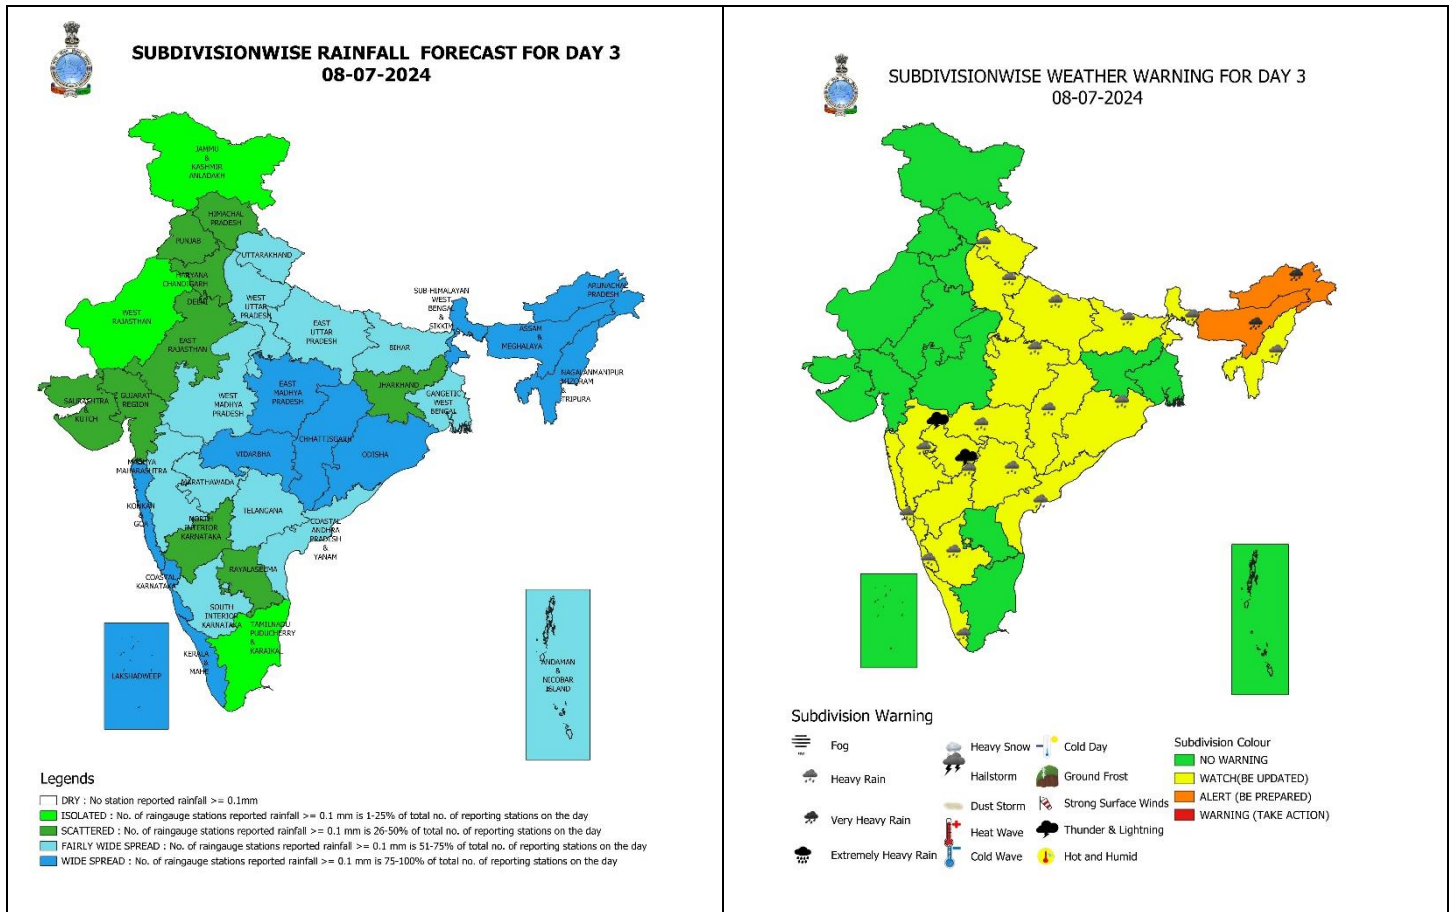 SUBDIVISIONWISE RAINFALL FORECAST FOR DAY 3
08-07-2024
JAMMU
&
KASHMIR
ANLADAKH
HIMACHAL
PRADESH
PUNJAB
UTTARAKHAND
HARYANA
CHANDIGARH
DELHI
WEST
RAJASTHAN
WEST
UTTAR
PRADESH
EAST
UTTAR
PRADESH
EAST
RAJASTHAN
SUB-HIMALAYAN
WEST
BENGAL
&
SIKKIM
ARUNACHAL
PRADESH
ASSAM
&
MEGHALAYA
BIHAR
NAGALANMANIPUR
MIZORAM
&
TRIPURA
JHARKHAND
GANGETIC
WEST
BENGAL
EAST
MADHYA
PRADESH
WEST
MADHYA
PRADESH
SAURASHTRA
&
KUTCH
GUJARAT
REGION
CHHATTISGARH
VIDARBHA
ODISHA
MADHYA
MAHARASHTRA
MARATHAWADA
KONKAN
&
GOA
NORTH
INTERIOR
KARNATAKA
TELANGANA
COASTAL
ANDHRA
PRADESH
&
YANAM
RAYALASEEMA
COASTAL
KARNATAKA
SOUTH
INTERIOR
KARNATAKA
TAMILNADU
PUDUCHERRY
&
KARAIKAL
KERALA
&
MAHE
LAKSHADWEEP
ANDAMAN
&
NICOBAR
ISLAND
Legends
DRY : No station reported rainfall >= 0.1mm
ISOLATED : No. of raingauge stations reported rainfall >= 0.1 mm is 1-25% of total no. of reporting stations on the day
SCATTERED : No. of raingauge stations reported rainfall >= 0.1 mm is 26-50% of total no. of reporting stations on the day
FAIRLY WIDE SPREAD : No. of raingauge stations reported rainfall >= 0.1 mm is 51-75% of total no. of reporting stations on the day
WIDE SPREAD : No. of raingauge stations reported rainfall >= 0.1 mm is 75-100% of total no. of reporting stations on the day
SUBDIVISIONWISE WEATHER WARNING FOR DAY 3
08-07-2024
Subdivision Warning
Fog
Heavy Rain
Very Heavy Rain
Extremely Heavy Rain
Heavy Snow
Hailstorm
Dust Storm
Heat Wave
Cold Wave
Cold Day
Ground Frost
Strong Surface Winds
Thunder & Lightning
Hot and Humid
Subdivision Colour
NO WARNING
WATCH(BE UPDATED)
ALERT (BE PREPARED)
WARNING (TAKE ACTION)